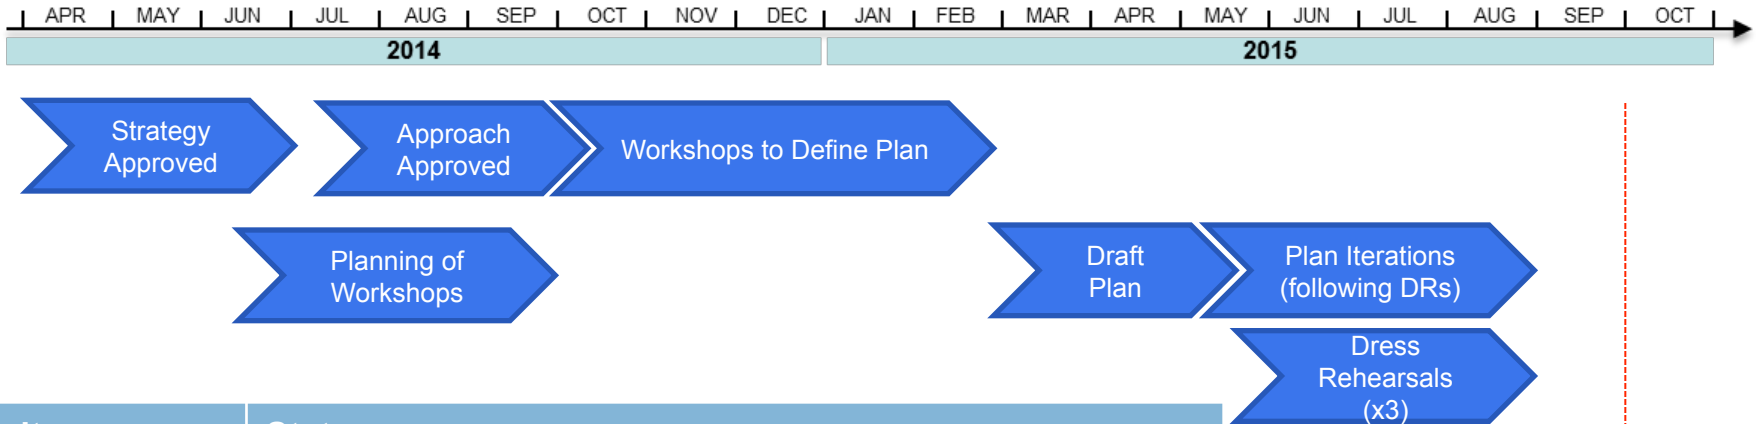 APR MAY JUN JUL AUG SEP OCT NOV DEC JAN FEB MAR APR MAY JUN JUL AUG SEP OCT
2014 2015
Strategy
Approved
Approach
Approved
Workshops to Define Plan
Planning of
Workshops
Draft
Plan
Plan Iterations
(following DRs)
Dress
Rehearsals
(x3)